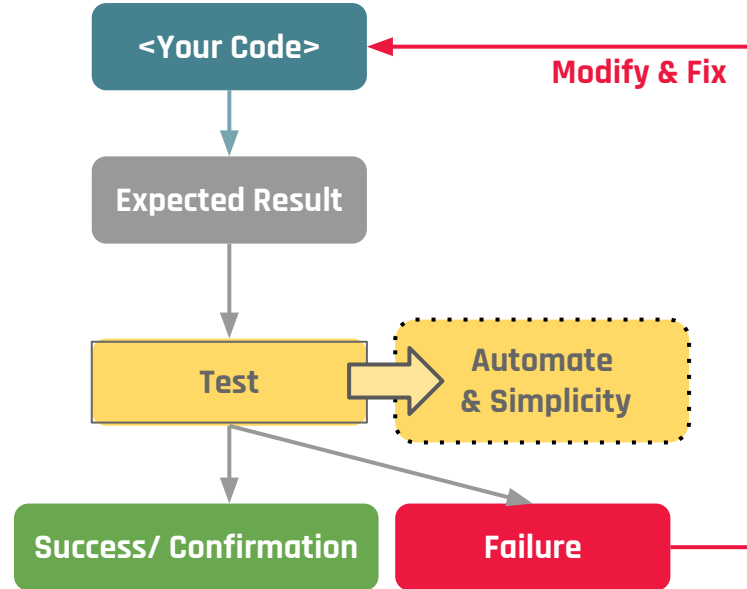 <Your Code>
Modify & Fix
Expected Result
Test
Automate
& Simplicity
Success/ Confirmation
Failure